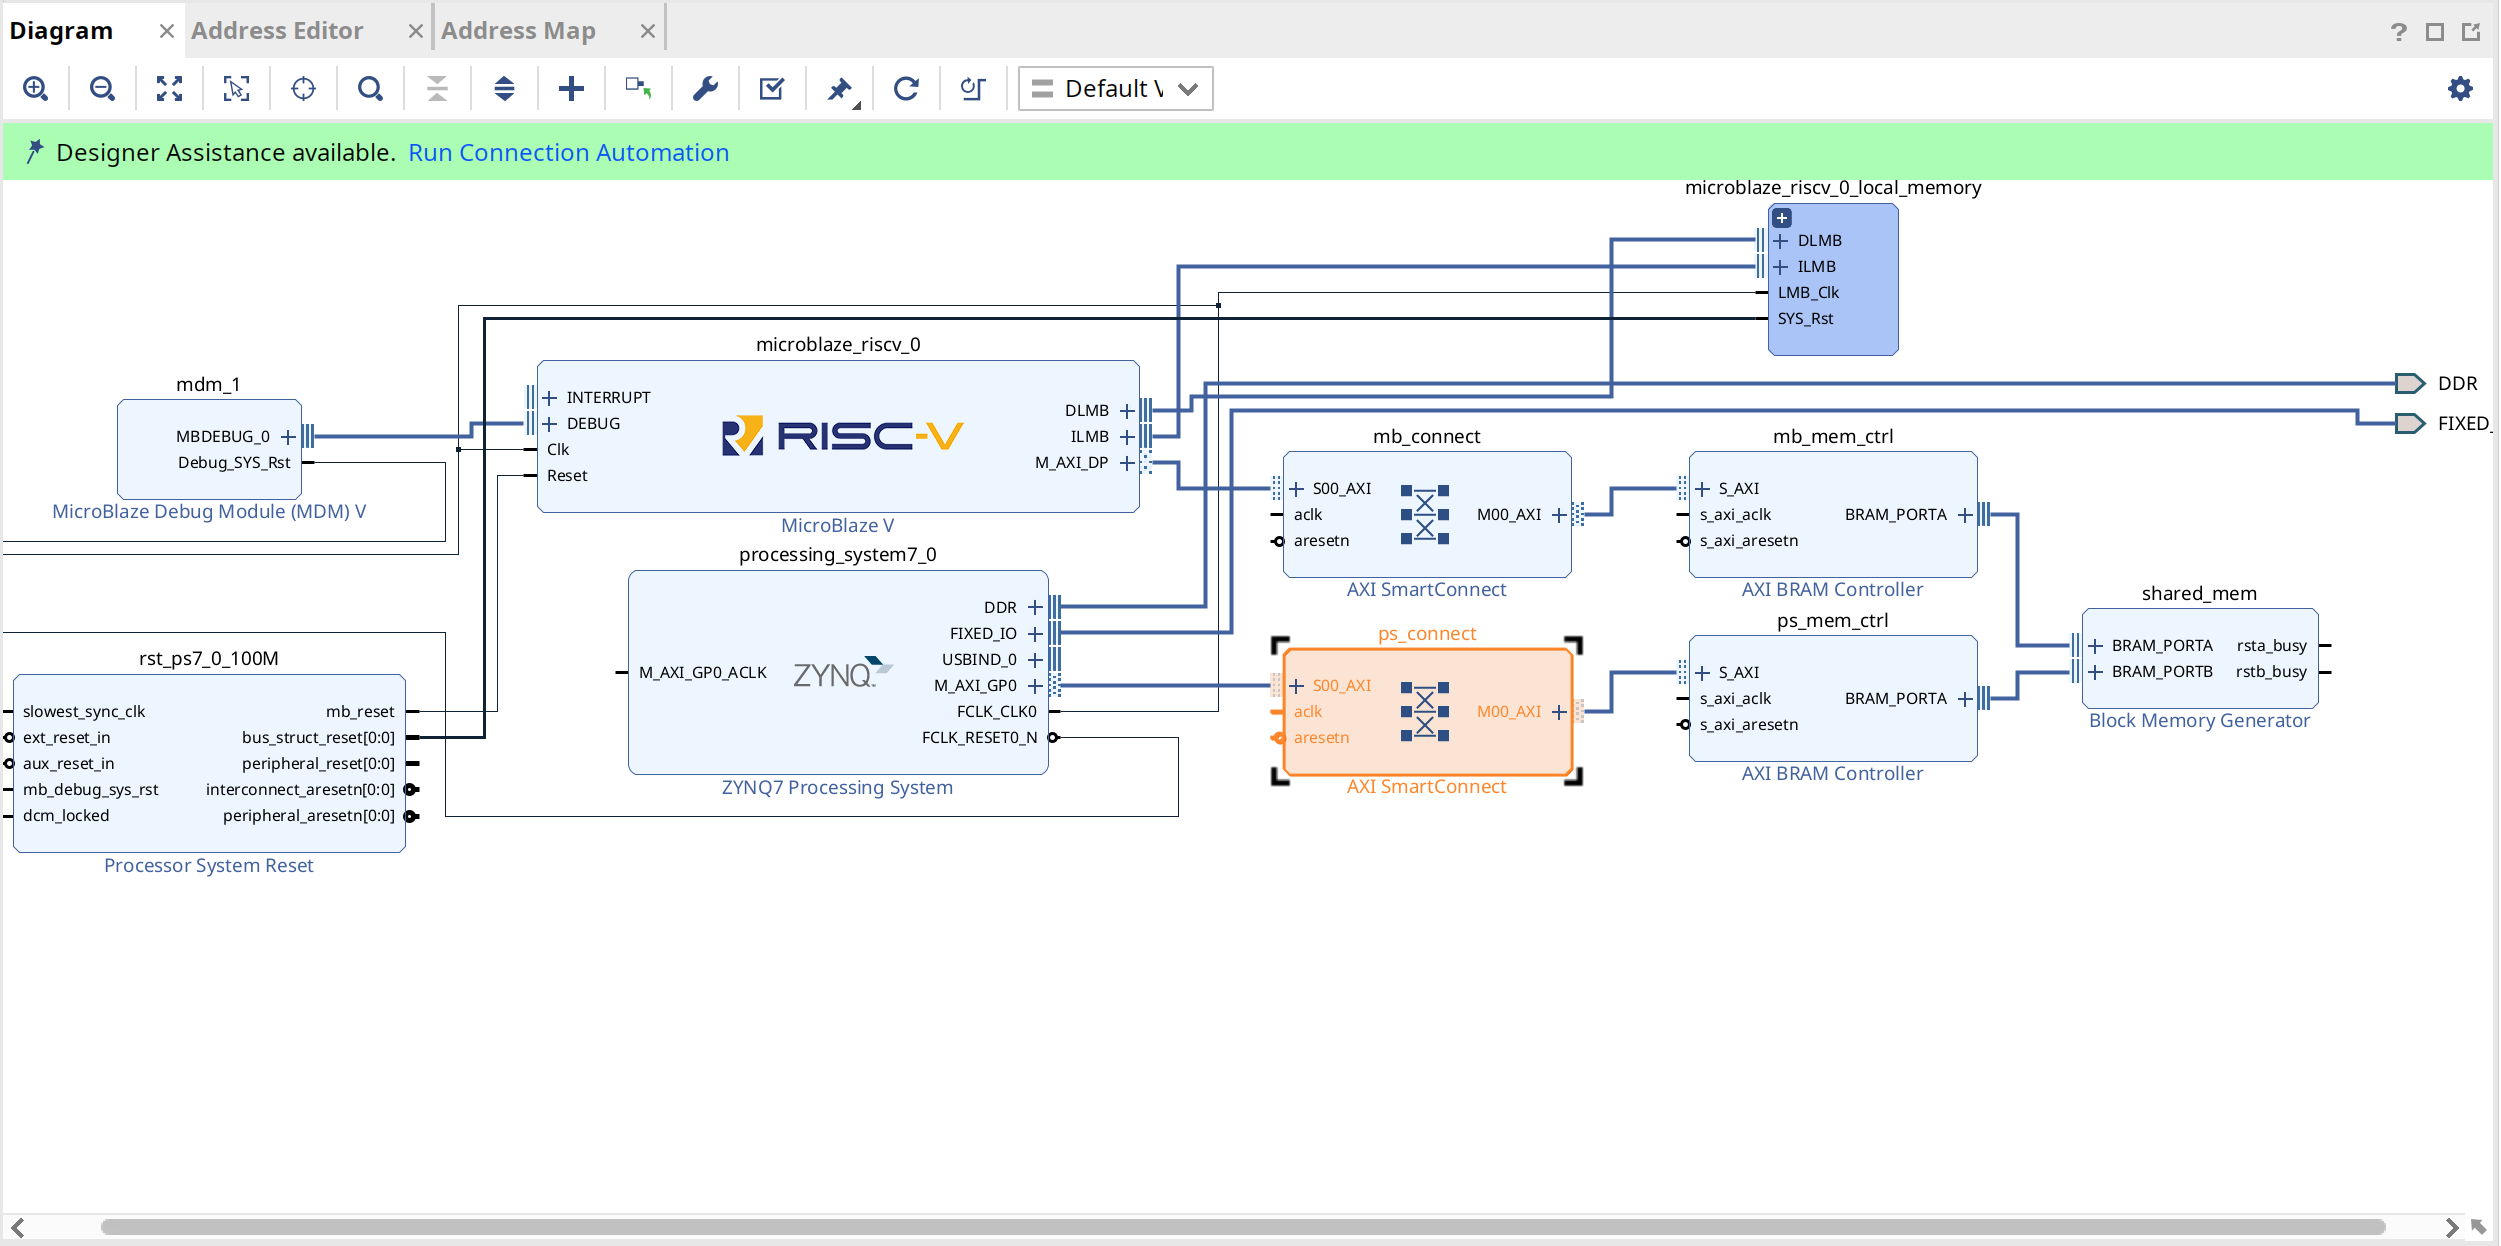 Diagram
Address Editor
Address Map
?
Default V
Designer Assistance available. Run Connection Automation
microblaze_riscv_0_local_memory
DLMB
ILMB
LMB_Clk
SYS_Rst
mdm_1
MBDEBUG_0
Debug_SYS_Rst
MicroBlaze Debug Module (MDM) V
microblaze_riscv_0
INTERRUPT
DEBUG
Clk
Reset
RISC-V
DLMB
ILMB
M_AXI_DP
MicroBlaze V
DDR
FIXED_
mb_connect
S00_AXI
aclk
aresetn
M00_AXI
AXI SmartConnect
mb_mem_ctrl
S_AXI
s_axi_aclk
s_axi_aresetn
BRAM_PORTA
AXI BRAM Controller
processing_system7_0
M_AXI_GP0_ACLK
ZYNQ
DDR
FIXED_IO
USBIND_0
M_AXI_GP0
FCLK_CLK0
FCLK_RESET0_N
ZYNQ7 Processing System
ps_connect
S00_AXI
aclk
aresetn
M00_AXI
AXI SmartConnect
ps_mem_ctrl
S_AXI
s_axi_aclk
s_axi_aresetn
BRAM_PORTA
AXI BRAM Controller
shared_mem
BRAM_PORTA
BRAM_PORTB
rsta_busy
rstb_busy
Block Memory Generator
rst_ps7_0_100M
slowest_sync_clk
ext_reset_in
aux_reset_in
mb_debug_sys_rst
dcm_locked
mb_reset
bus_struct_reset[0:0]
peripheral_reset[0:0]
interconnect_aresetn[0:0]
peripheral_aresetn[0:0]
Processor System Reset